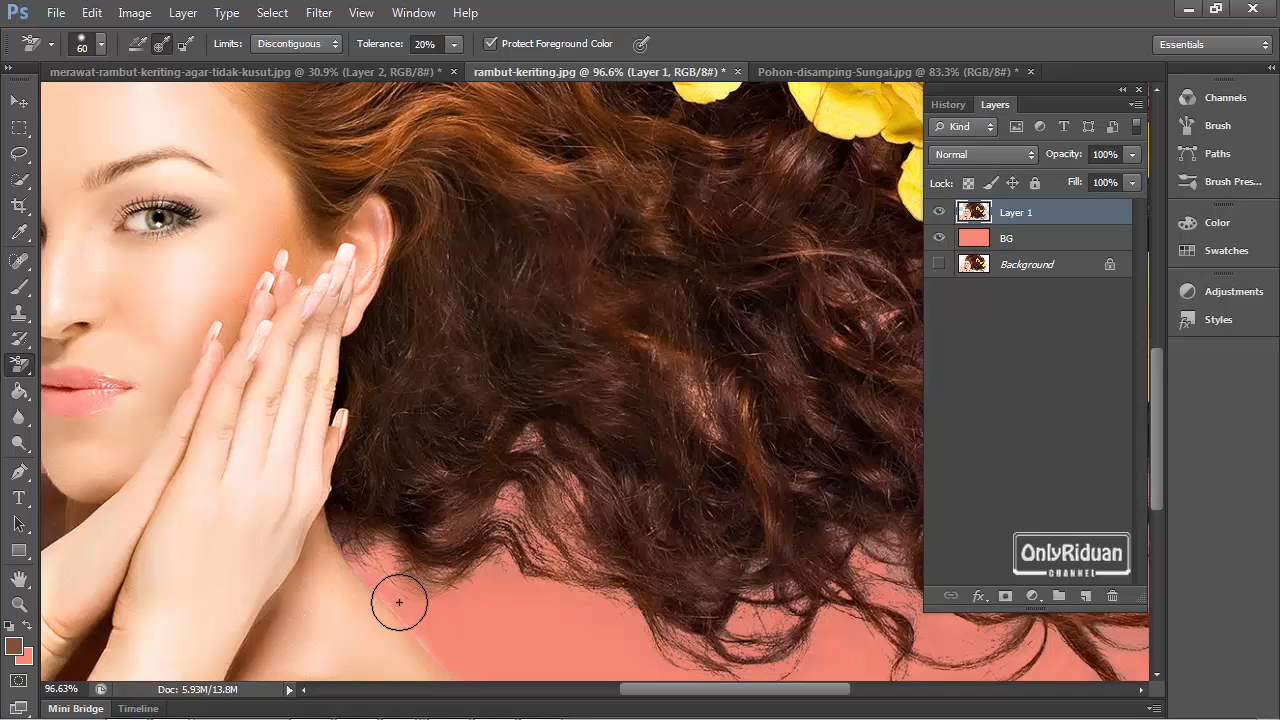 Ps File Edit Image Layer Type Select Filter View Window Help
60 Limits: Discontiguous Tolerance: 20% Protect Foreground Color Essentials
merawat-rambut-keriting-agar-tidak-kusut.jpg @ 30.9% (Layer 2, RGB/8#) * rambut-keriting.jpg @ 96.6% (Layer 1, RGB/8#) * Pohon-disamping-Sungai.jpg @ 83.3% (RGB/8#) *
History Layers
Kind
Normal Opacity: 100%
Lock: Fill: 100%
Layer 1
BG
Background
Channels
Brush
Paths
Brush Pres...
Color
Swatches
Adjustments
Styles
OnlyRiduan
CHANNEL
fx
96.63% Doc: 5.93M/13.8M
Mini Bridge Timeline